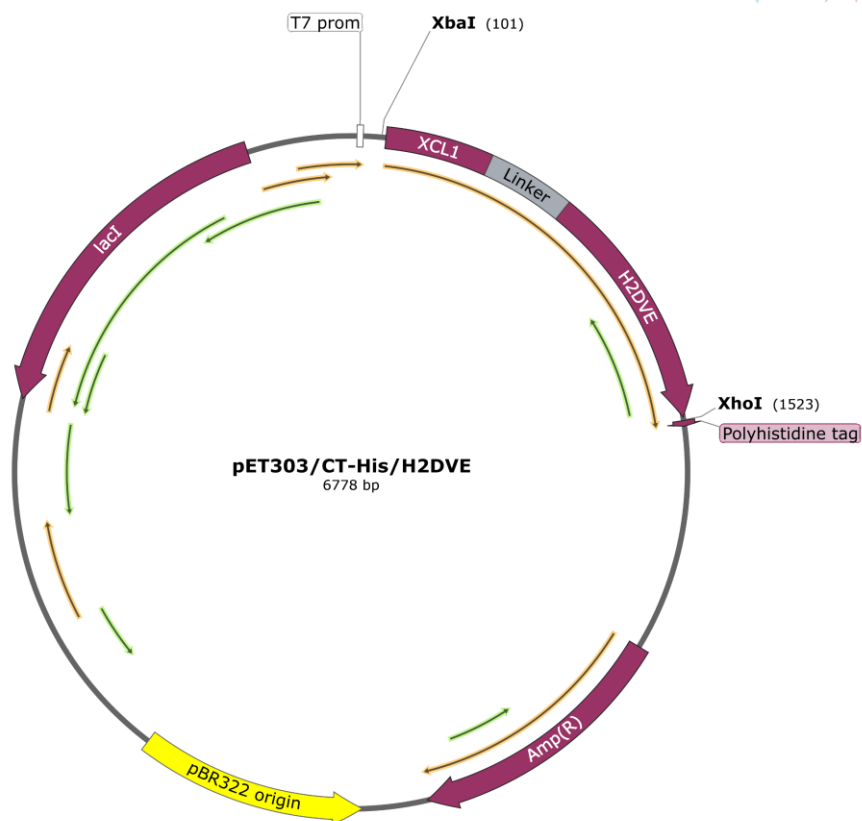 T7 prom
XbaI (101)
XCL1
Linker
H2DVE
XhoI (1523)
Polyhistidine tag
lacI
pET303/CT-His/H2DVE
6778 bp
Amp(R)
pBR322 origin